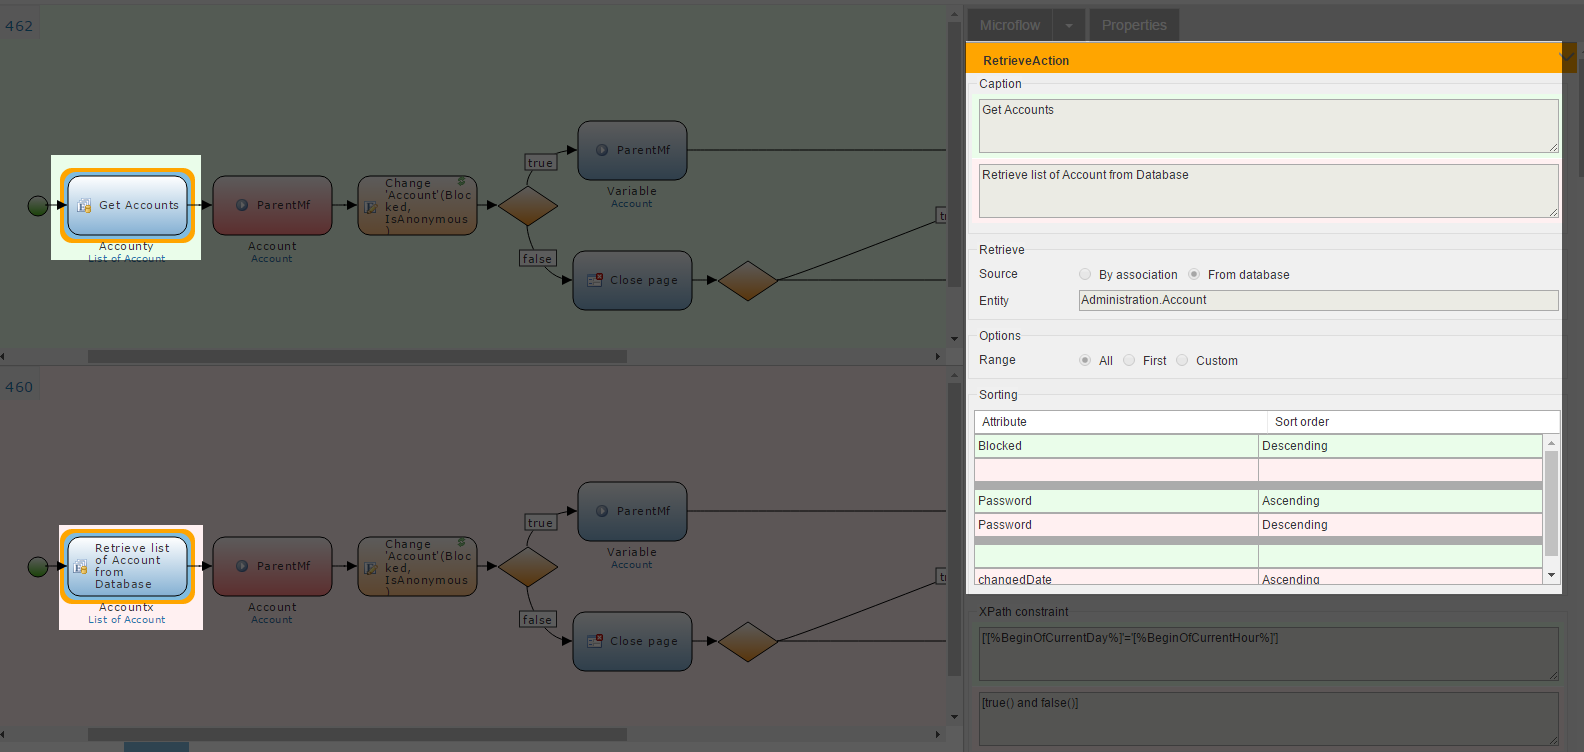 462
Get Accounts
Accounty
List of Account
ParentMf
Account
Account
Change
'Account'(Bloc
ked,
IsAnonymous
)
true
ParentMf
Variable
Account
false
Close page
460
Retrieve list
of Account
from
Database
Accountx
List of Account
ParentMf
Account
Account
Change
'Account'(Bloc
ked,
IsAnonymous
true
ParentMf
Variable
Account
false
Close page
Microflow
Properties
RetrieveAction
Caption
Get Accounts
Retrieve list of Account from Database
Retrieve
Source By association From database
Entity Administration.Account
Options
Range All First Custom
Sorting
Attribute Sort order
Blocked Descending
Password Ascending
Password Descending
changedDate Ascending
XPath constraint
['[%BeginOfCurrentDay%]'='[%BeginOfCurrentHour%]']
[true() and false()]